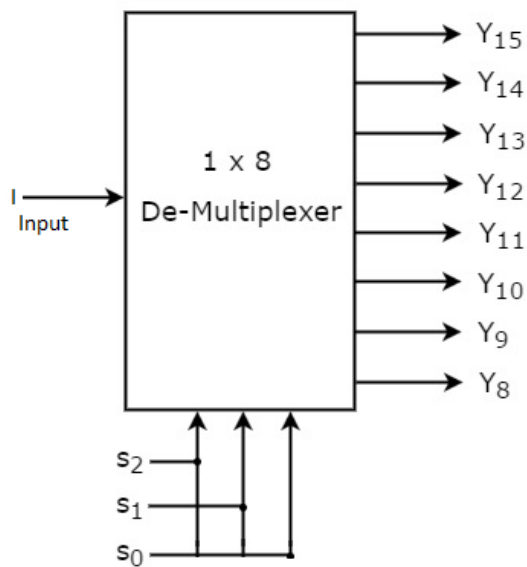 Y15
Y14
Y13
1 x 8
Y12
I
De-Multiplexer
Input
Y11
Y10
Y9
Y8
s2
s1
s0